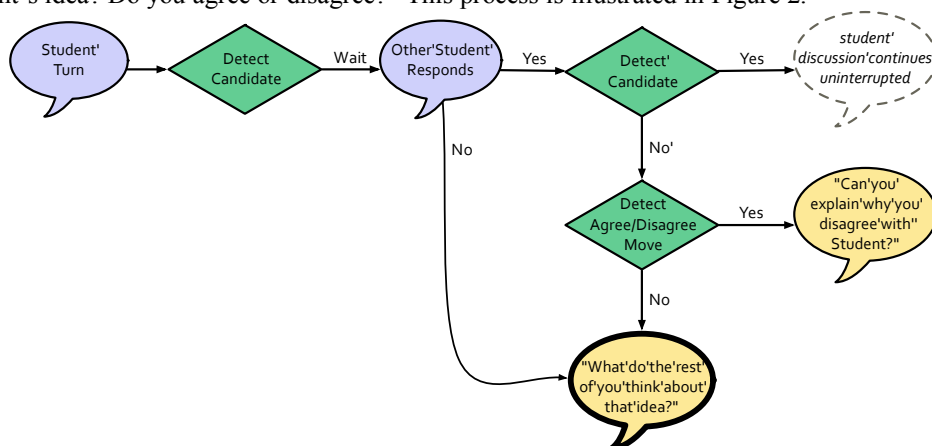 nt's idea? Do you agree or disagree?" This process is illustrated in Figure 2.
Student'
Turn
Detect
Candidate
Wait
Other'Student'
Responds
Yes
Detect'
Candidate
Yes
student'
discussion'continues
uninterrupted
No
No'
Detect
Agree/Disagree
Move
Yes
"Can'you'
explain'why'you'
disagree'with''
Student?"
No
"What'do'the'rest'
of'you'think'about'
that'idea?"